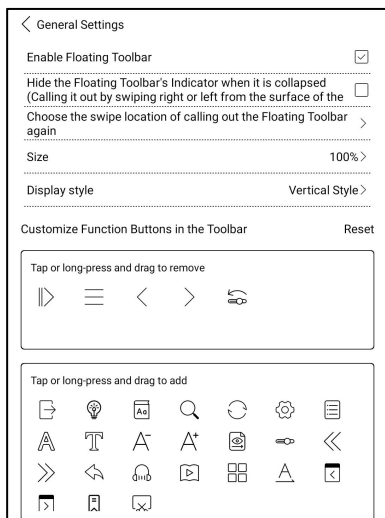 General Settings
Enable Floating Toolbar
Hide the Floating Toolbar's Indicator when it is collapsed
(Calling it out by swiping right or left from the surface of the
Choose the swipe location of calling out the Floating Toolbar
again
Size 100%
Display style Vertical Style
Customize Function Buttons in the Toolbar Reset
Tap or long-press and drag to remove
Tap or long-press and drag to add
Aa
A T A- A+
A